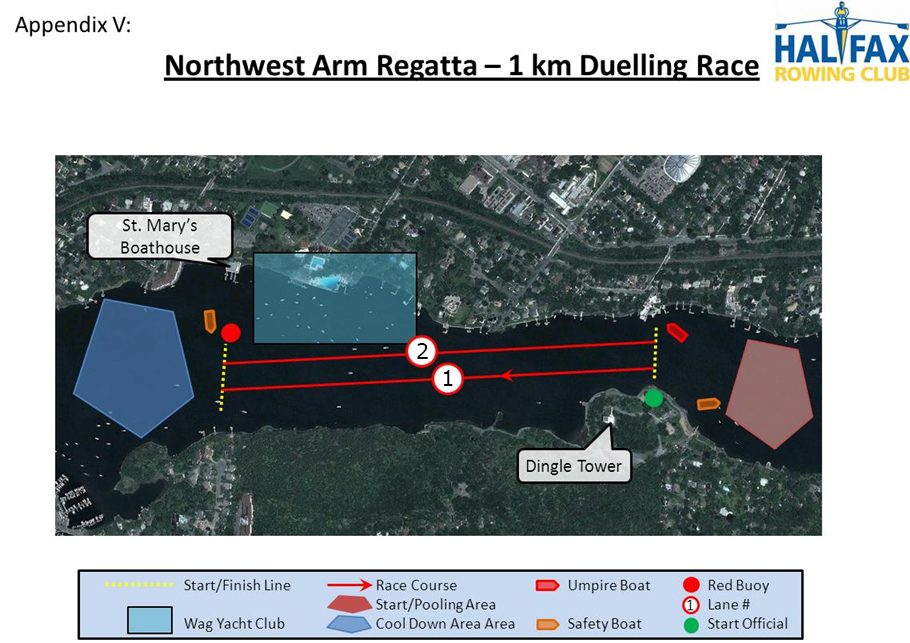 Appendix V:
HALIFAX
ROWING CLUB
Northwest Arm Regatta – 1 km Duelling Race
St. Mary's
Boathouse
2
1
Dingle Tower
Start/Finish Line
Race Course
Umpire Boat
Red Buoy
Start/Pooling Area
1 Lane #
Wag Yacht Club
Cool Down Area Area
Safety Boat
Start Official